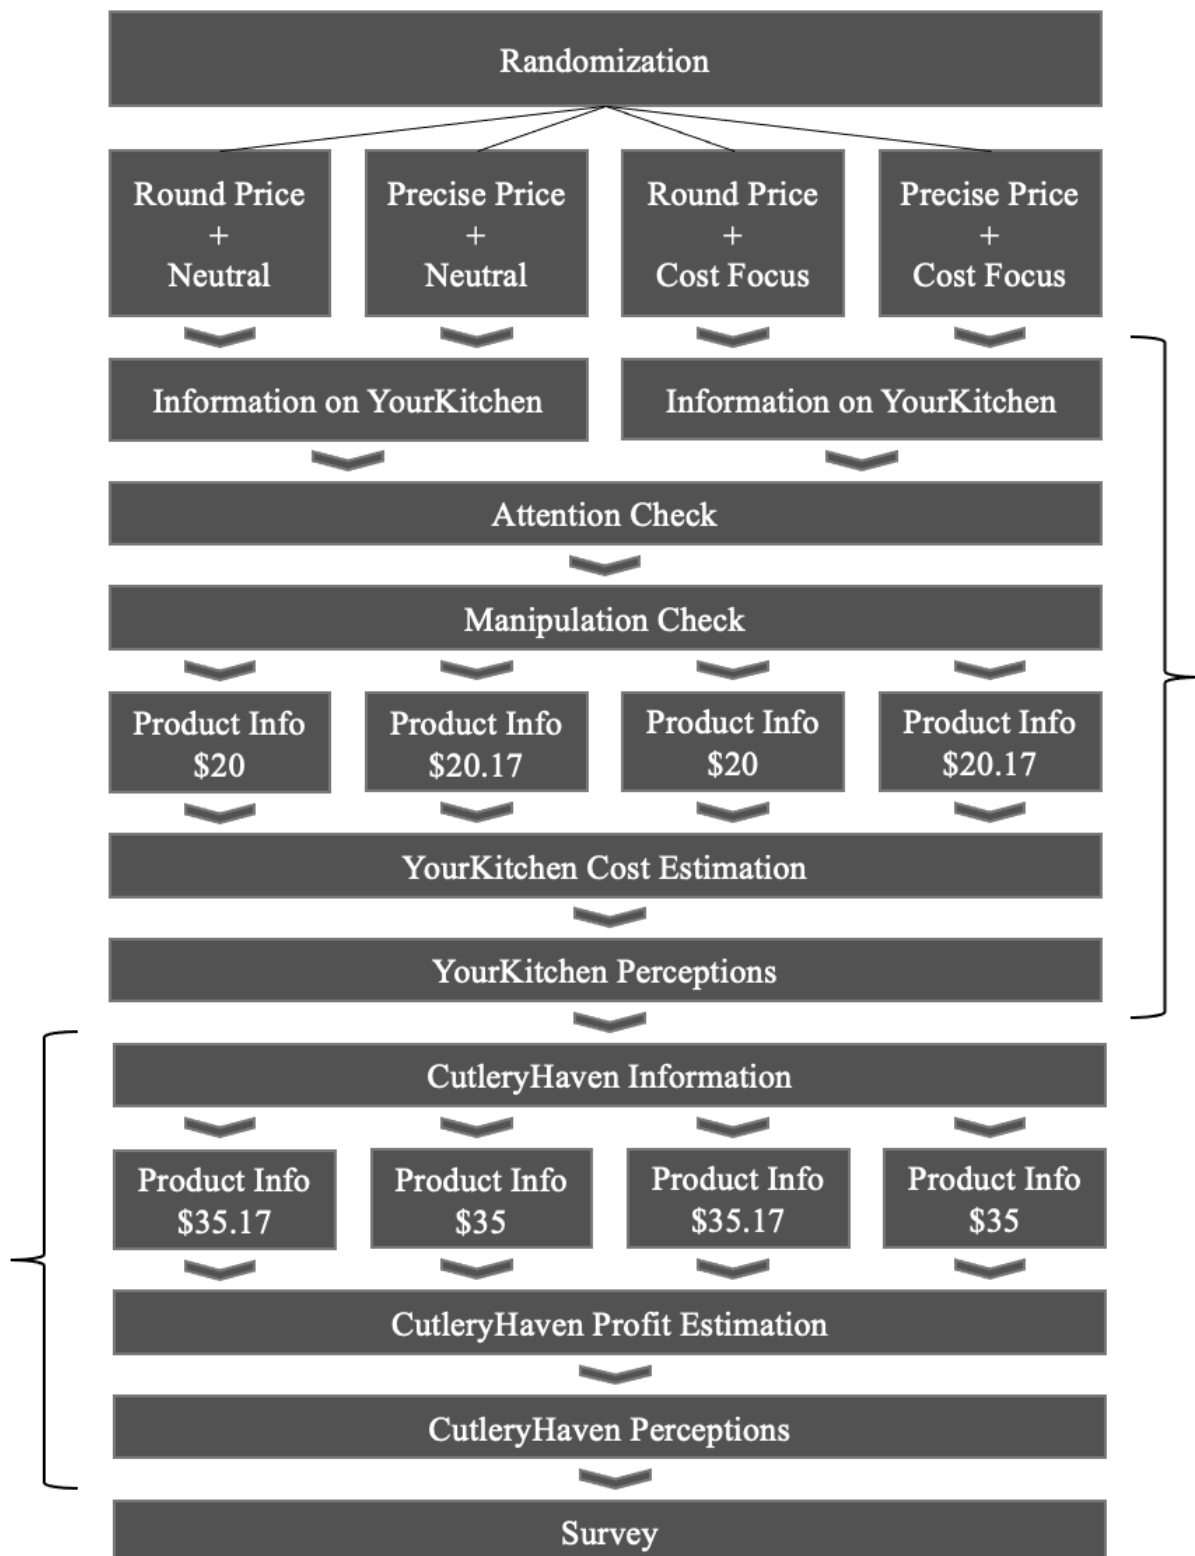 Randomization
Round Price
+
Neutral
Precise Price
+
Neutral
Round Price
+
Cost Focus
Precise Price
+
Cost Focus
Information on YourKitchen
Information on YourKitchen
Attention Check
Manipulation Check
Product Info
$20
Product Info
$20.17
Product Info
$20
Product Info
$20.17
YourKitchen Cost Estimation
YourKitchen Perceptions
CutleryHaven Information
Product Info
$35.17
Product Info
$35
Product Info
$35.17
Product Info
$35
CutleryHaven Profit Estimation
CutleryHaven Perceptions
Survey